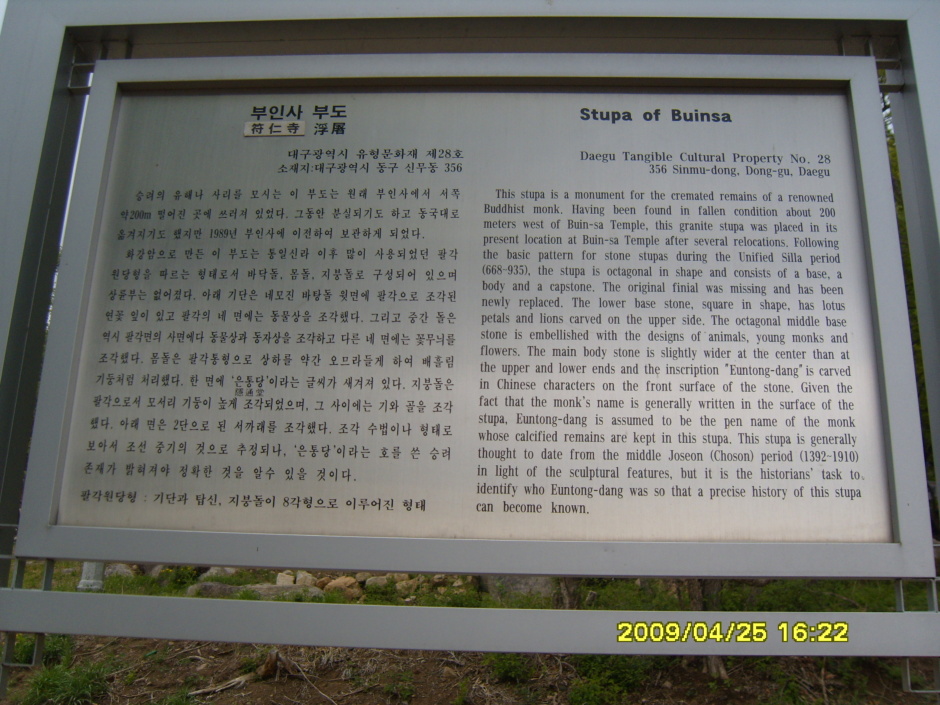 부인사 부도
符仁寺 浮屠
대구광역시 유형문화재 제28호
소재지:대구광역시 동구 신무동 356
승려의 유해나 사리를 모시는 이 부도는 원래 부인사에서 서쪽
약200m 떨어진 곳에 쓰러져 있었다. 그동안 분실되기도 하고 동국대로
옮겨지기도 했지만 1989년 부인사에 이전하여 보관하게 되었다.
화강암으로 만든 이 부도는 통일신라 이후 많이 사용되었던 팔각
원당형을 따르는 형태로서 바닥돌, 몸돌, 지붕돌로 구성되어 있으며
상륜부는 없어졌다. 아래 기단은 네모진 바탕돌 윗면에 팔각으로 조각된
연꽃 잎이 있고 팔각의 네 면에는 동물상을 조각했다. 그리고 중간 돌은
역시 팔각면의 사면에다 동물상과 동자상을 조각하고 다른 네 면에는 꽃무늬를
조각했다. 몸돌은 팔각통형으로 상하를 약간 오므라들게 하여 배흘림
기둥처럼 처리했다. 한 면에 '은통당'이라는 글씨가 새겨져 있다. 지붕돌은
隱通堂
팔각으로서 모서리 기둥이 높게 조각되었으며, 그 사이에는 기와 골을 조각
했다. 아래 면은 2단으로 된 서까래를 조각했다. 조각 수법이나 형태로
보아서 조선 중기의 것으로 추정되나, '은통당'이라는 호를 쓴 승려
존재가 밝혀져야 정확한 것을 알수 있을 것이다.
팔각원당형 : 기단과 탑신, 지붕돌이 8각형으로 이루어진 형태
Stupa of Buinsa
Daegu Tangible Cultural Property No. 28
356 Sinmu-dong, Dong-gu, Daegu
This stupa is a monument for the cremated remains of a renowned
Buddhist monk. Having been found in fallen condition about 200
meters west of Buin-sa Temple, this granite stupa was placed in its
present location at Buin-sa Temple after several relocations. Following
the basic pattern for stone stupas during the Unified Silla period
(668-935), the stupa is octagonal in shape and consists of a base, a
body and a capstone. The original finial was missing and has been
newly replaced. The lower base stone, square in shape, has lotus
petals and lions carved on the upper side. The octagonal middle base
stone is embellished with the designs of animals, young monks and
flowers. The main body stone is slightly wider at the center than at
the upper and lower ends and the inscription "Euntong-dang" is carved
in Chinese characters on the front surface of the stone. Given the
fact that the monk's name is generally written in the surface of the
stupa, Euntong-dang is assumed to be the pen name of the monk
whose calcified remains are kept in this stupa. This stupa is generally
thought to date from the middle Joseon (Choson) period (1392-1910)
in light of the sculptural features, but it is the historians' task to
identify who Euntong-dang was so that a precise history of this stupa
can become known.
2009/04/25 16:22